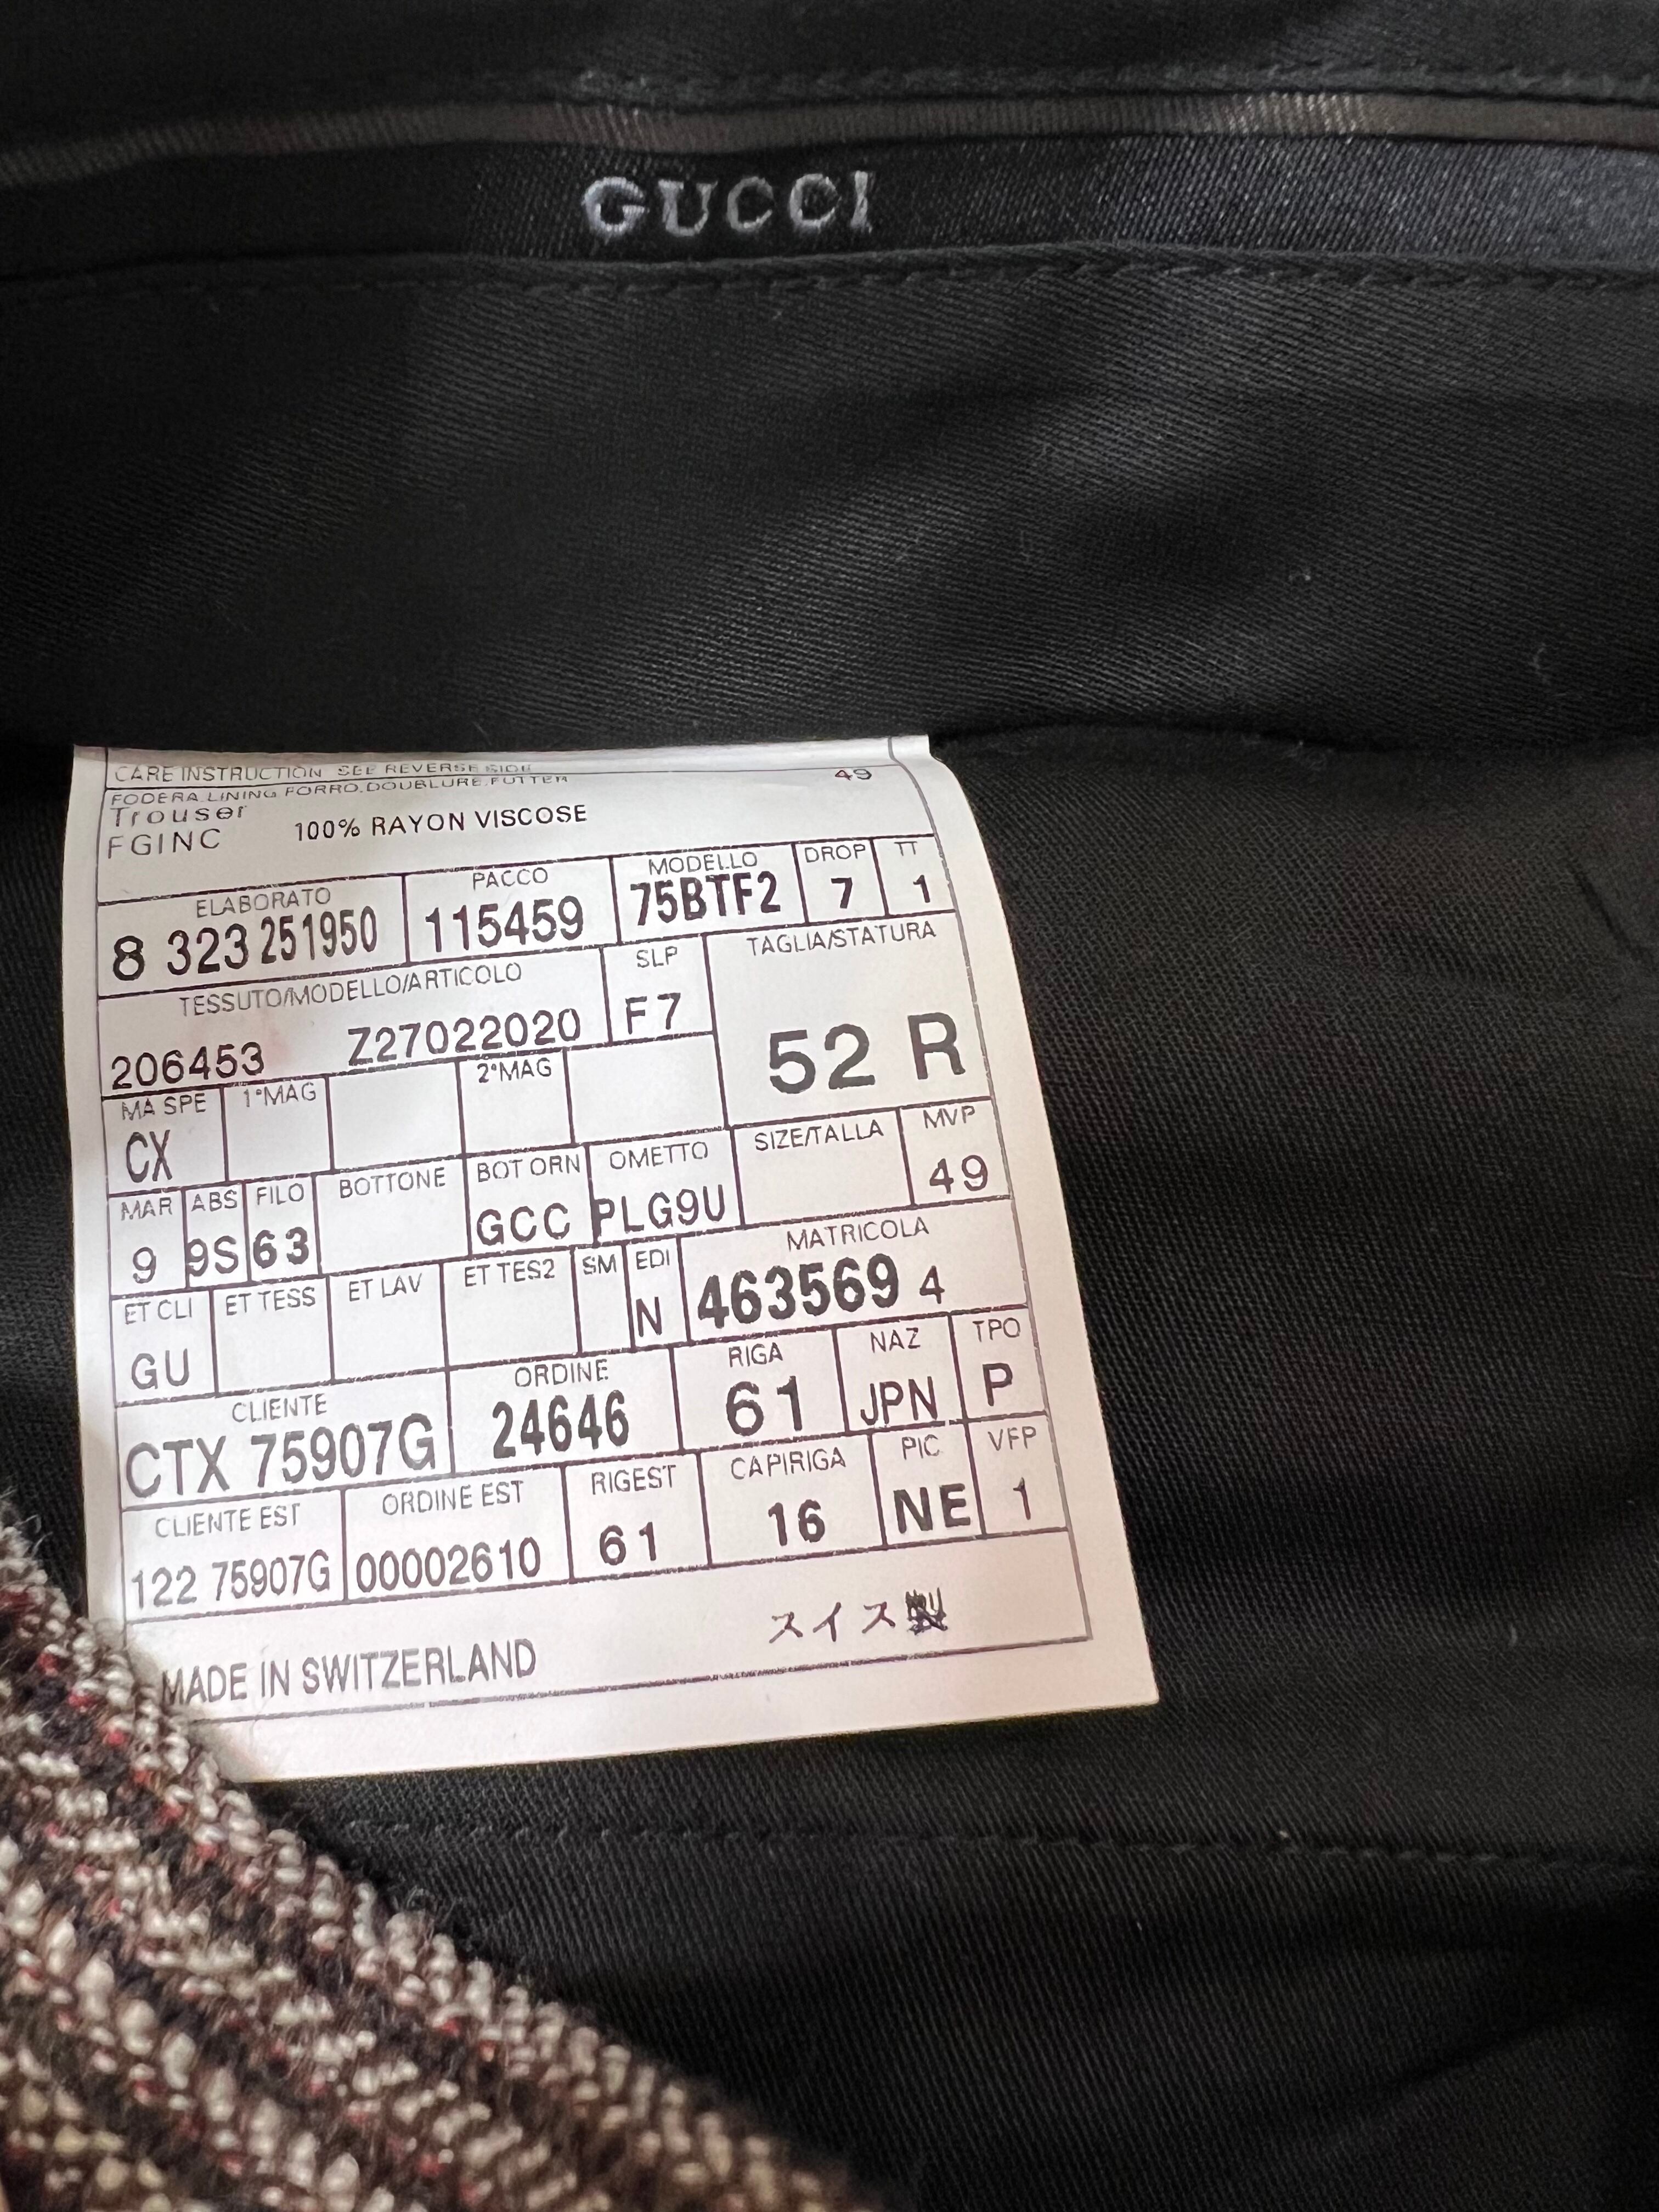 GUCCI
CARE INSTRUCTION SEE REVERSE SIDE
49
FODERA.LINING FORRO.DOUBLURE.FUTTER
Trouser
FGINC 100% RAYON VISCOSE
ELABORATO PACCO MODELLO DROP TT
8 323 251950 115459 75BTF2 7 1
TESSUTO/MODELLO/ARTICOLO SLP TAGLIA/STATURA
206453 Z27022020 F7 52 R
MA SPE 1°MAG 2°MAG
CX
MAR ABS FILO BOTTONE BOT ORN OMETTO SIZE/TALLA MVP
9 9S 63 GCC PLG9U 49
ET CLI ET TESS ET LAV ET TES2 SM EDI MATRICOLA
GU N 463569 4
CLIENTE ORDINE RIGA NAZ TPO
CTX 75907G 24646 61 JPN P
CLIENTE EST ORDINE EST RIGEST CAPIRIGA PIC VFP
122 75907G 00002610 61 16 NE 1
MADE IN SWITZERLAND スイス製